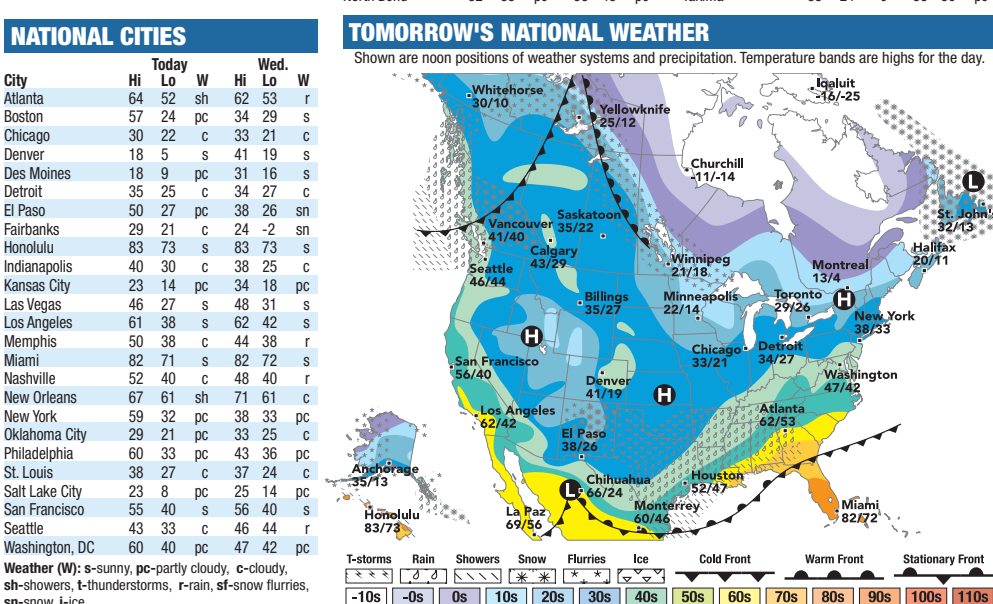 NATIONAL CITIES
Today Wed.
City Hi Lo W Hi Lo W
Atlanta 64 52 sh 62 53 r
Boston 57 24 pc 34 29 s
Chicago 30 22 c 33 21 c
Denver 18 5 s 41 19 s
Des Moines 18 9 pc 31 16 s
Detroit 35 25 c 34 27 c
El Paso 50 27 pc 38 26 sn
Fairbanks 29 21 c 24 -2 sn
Honolulu 83 73 s 83 73 s
Indianapolis 40 30 c 38 25 c
Kansas City 23 14 pc 34 18 pc
Las Vegas 46 27 s 48 31 s
Los Angeles 61 38 s 62 42 s
Memphis 50 38 c 44 38 r
Miami 82 71 s 82 72 s
Nashville 52 40 c 48 40 r
New Orleans 67 61 sh 71 61 c
New York 59 32 pc 38 33 pc
Oklahoma City 29 21 pc 33 25 c
Philadelphia 60 33 pc 43 36 pc
St. Louis 38 27 c 37 24 c
Salt Lake City 23 8 pc 25 14 pc
San Francisco 55 40 s 56 40 s
Seattle 43 33 c 46 44 r
Washington, DC 60 40 pc 47 42 pc
Weather (W): s-sunny, pc-partly cloudy, c-cloudy,
sh-showers, t-thunderstorms, r-rain, sf-snow flurries,
sn-snow, i-ice
TOMORROW'S NATIONAL WEATHER
Shown are noon positions of weather systems and precipitation. Temperature bands are highs for the day.
Whitehorse
30/10
Yellowknife
25/12
Iqaluit
-16/-25
Churchill
-11/-14
L
St. John's
32/13
Saskatoon
35/22
Vancouver
41/40
Calgary
43/29
Halifax
20/11
Seattle
46/44
Winnipeg
21/18
Montreal
13/4
Billings
35/27
Minneapolis
22/14
Toronto
29/26
H
New York
38/33
H
Chicago
33/21
Detroit
34/27
San Francisco
56/40
Denver
41/19
H
Washington
47/42
Los Angeles
62/42
Atlanta
62/53
El Paso
38/26
Anchorage
35/13
L
Chihuahua
66/24
Houston
52/47
Honolulu
83/73
La Paz
69/56
Monterrey
60/46
Miami
82/72
T-storms Rain Showers Snow Flurries Ice Cold Front Warm Front Stationary Front
-10s -0s 0s 10s 20s 30s 40s 50s 60s 70s 80s 90s 100s 110s